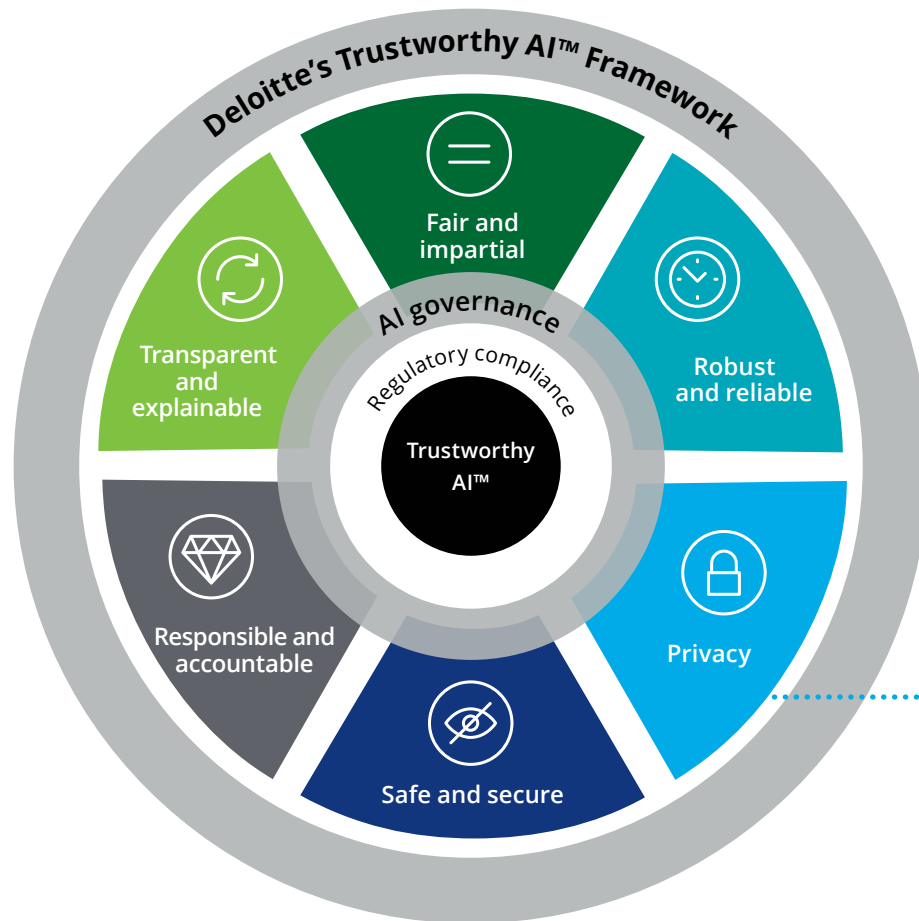 Deloitte’s Trustworthy AI™ Framework
Fair and
impartial
Robust
and reliable
Privacy
Safe and secure
Responsible and
accountable
Transparent
and
explainable
AI governance
Regulatory compliance
Trustworthy
AI™